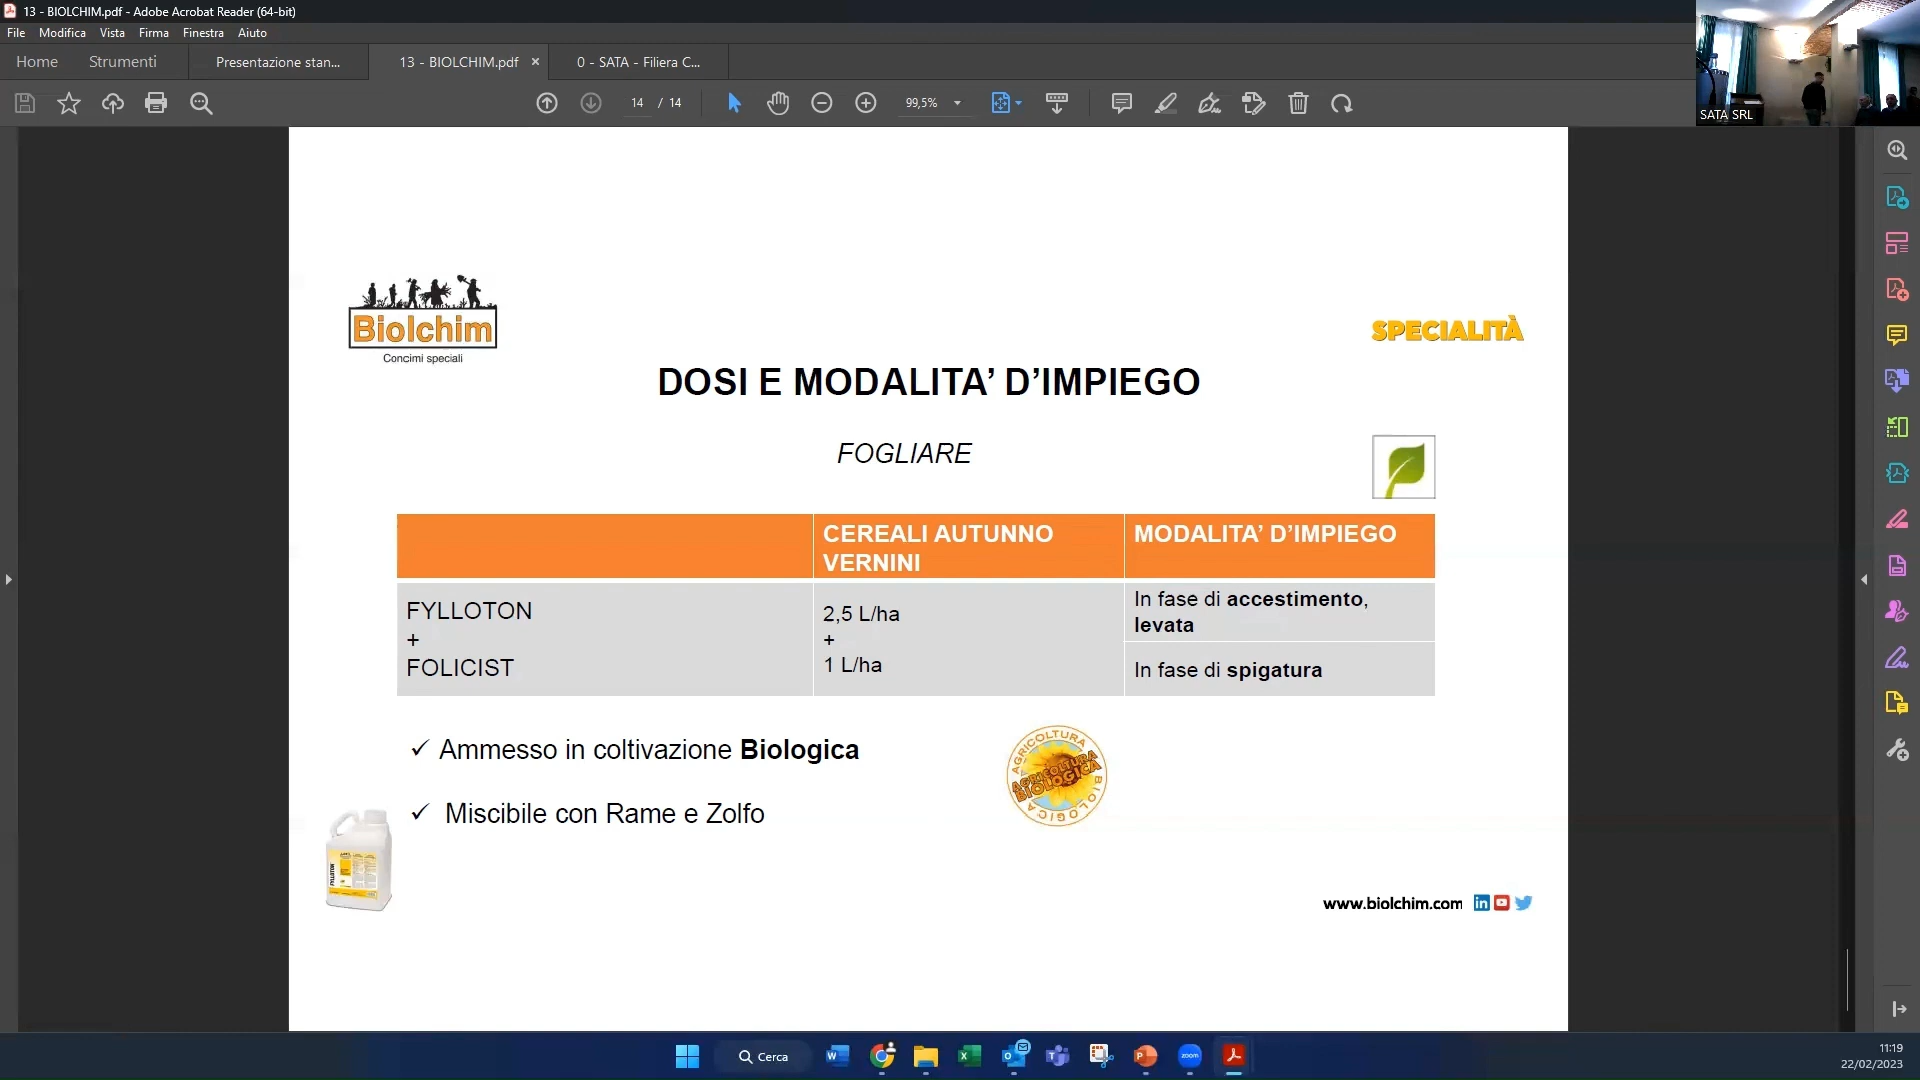 13 - BIOLCHIM.pdf - Adobe Acrobat Reader (64-bit)
File Modifica Vista Firma Finestra Aiuto
Home Strumenti Presentazione stan... 13 - BIOLCHIM.pdf × 0 - SATA - Filiera C...
14 / 14 99,5%
SATA SRL
Biolchim
Concimi speciali
SPECIALITÀ
DOSI E MODALITA’ D’IMPIEGO
FOGLIARE
CEREALI AUTUNNO
VERNINI
MODALITA’ D’IMPIEGO
FYLLOTON
+
FOLICIST
2,5 L/ha
+
1 L/ha
In fase di accestimento,
levata
In fase di spigatura
✓ Ammesso in coltivazione Biologica
✓ Miscibile con Rame e Zolfo
AGRICOLTURA BIOLOGICA
AGRICOLTURA
BIOLOGICA
FYLLOTON
www.biolchim.com
Cerca
zoom
11:19
22/02/2023